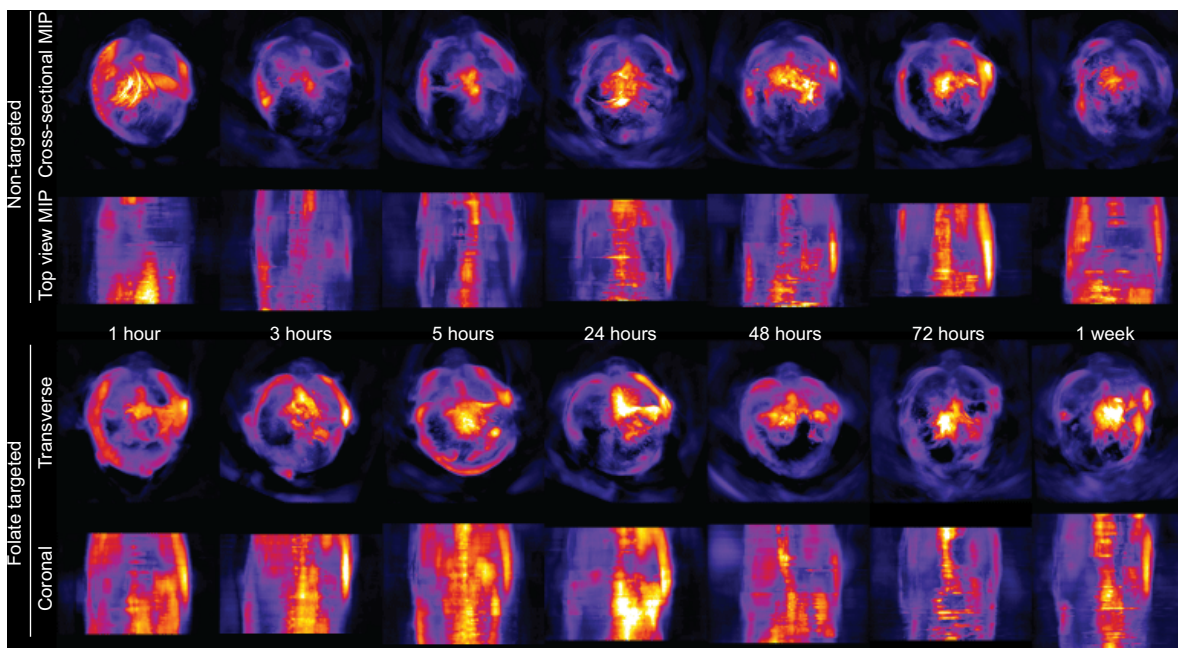 Non-targeted
Cross-sectional MIP
Top view MIP
1 hour 3 hours 5 hours 24 hours 48 hours 72 hours 1 week
Folate targeted
Transverse
Coronal